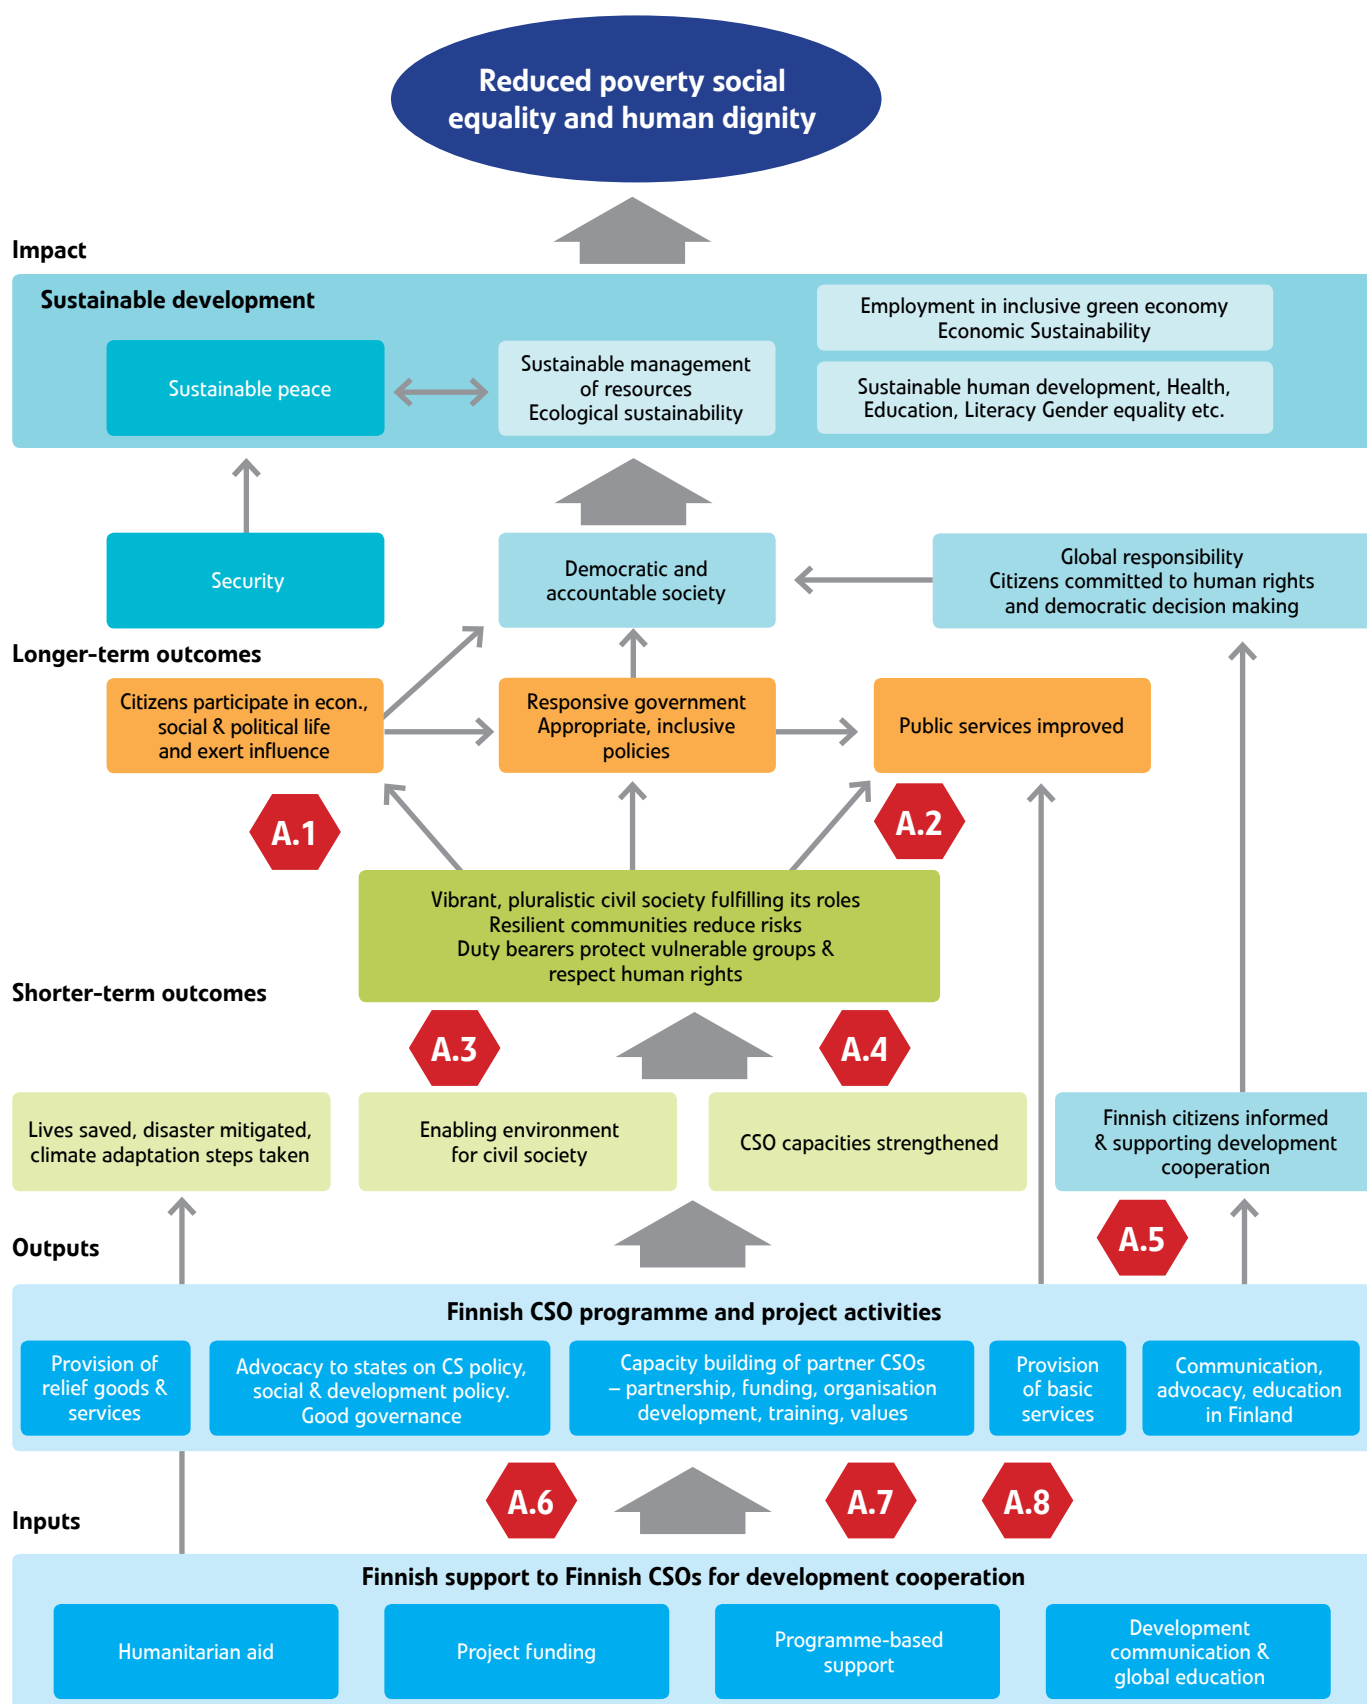 Reduced poverty social
equality and human dignity
Impact
Sustainable development
Employment in inclusive green economy
Economic Sustainability
Sustainable peace
Sustainable management
of resources
Ecological sustainability
Sustainable human development, Health,
Education, Literacy Gender equality etc.
Security
Democratic and
accountable society
Global responsibility
Citizens committed to human rights
and democratic decision making
Longer-term outcomes
Citizens participate in econ.,
social & political life
and exert influence
Responsive government
Appropriate, inclusive
policies
Public services improved
A.1
A.2
Vibrant, pluralistic civil society fulfilling its roles
Resilient communities reduce risks
Duty bearers protect vulnerable groups &
respect human rights
Shorter-term outcomes
A.3
A.4
Lives saved, disaster mitigated,
climate adaptation steps taken
Enabling environment
for civil society
CSO capacities strengthened
Finnish citizens informed
& supporting development
cooperation
A.5
Outputs
Finnish CSO programme and project activities
Provision of
relief goods &
services
Advocacy to states on CS policy,
social & development policy.
Good governance
Capacity building of partner CSOs
– partnership, funding, organisation
development, training, values
Provision
of basic
services
Communication,
advocacy, education
in Finland
A.6
A.7
A.8
Inputs
Finnish support to Finnish CSOs for development cooperation
Humanitarian aid
Project funding
Programme-based
support
Development
communication &
global education